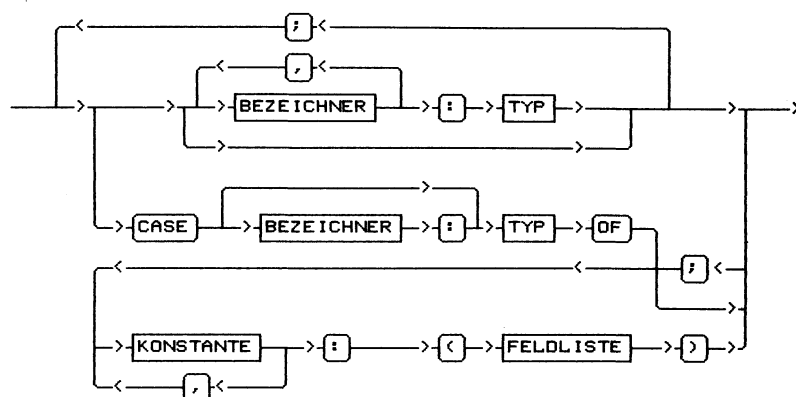 ;
,
BEZEICHNER : TYP
CASE BEZEICHNER : TYP OF
;
KONSTANTE : ( FELDLISTE )
,